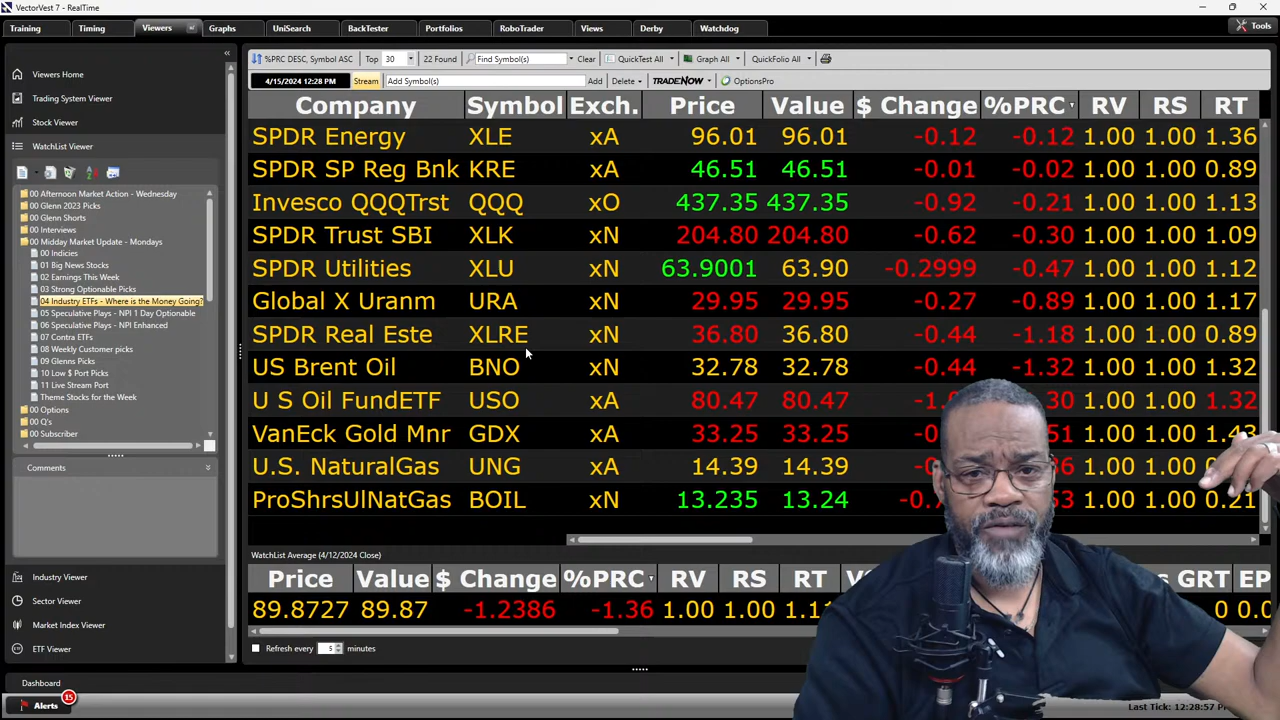 VectorVest 7 - RealTime
Training Timing Viewers Graphs UniSearch BackTester Portfolios RoboTrader Views Derby Watchdog Tools
Viewers Home
Trading System Viewer
Stock Viewer
WatchList Viewer
00 Afternoon Market Action - Wednesday
00 Glenn 2023 Picks
00 Glenn Shorts
00 Interviews
00 Midday Market Update - Mondays
00 Indicies
01 Big News Stocks
02 Earnings This Week
03 Strong Optionable Picks
04 Industry ETFs - Where is the Money Going?
05 Speculative Plays - NPI 1 Day Optionable
06 Speculative Plays - NPI Enhanced
07 Contra ETFs
08 Weekly Customer picks
09 Glenns Picks
10 Low $ Port Picks
11 Live Stream Port
Theme Stocks for the Week
00 Options
00 Q's
00 Subscriber
Comments
Industry Viewer
Sector Viewer
Market Index Viewer
ETF Viewer
Dashboard
Alerts 15
%PRC DESC, Symbol ASC Top 30 22 Found Find Symbol(s) Clear QuickTest All Graph All QuickFolio All
4/15/2024 12:28 PM Stream Add Symbol(s) Add Delete TRADENOW OptionsPro
Company Symbol Exch. Price Value $ Change %PRC RV RS RT
SPDR Energy XLE xA 96.01 96.01 -0.12 -0.12 1.00 1.00 1.36
SPDR SP Reg Bnk KRE xA 46.51 46.51 -0.01 -0.02 1.00 1.00 0.89
Invesco QQQTrst QQQ xO 437.35 437.35 -0.92 -0.21 1.00 1.00 1.13
SPDR Trust SBI XLK xN 204.80 204.80 -0.62 -0.30 1.00 1.00 1.09
SPDR Utilities XLU xN 63.9001 63.90 -0.2999 -0.47 1.00 1.00 1.12
Global X Uranm URA xN 29.95 29.95 -0.27 -0.89 1.00 1.00 1.17
SPDR Real Este XLRE xN 36.80 36.80 -0.44 -1.18 1.00 1.00 0.89
US Brent Oil BNO xN 32.78 32.78 -0.44 -1.32 1.00 1.00 1.32
U S Oil FundETF USO xA 80.47 80.47 30 1.00 1.00 1.32
VanEck Gold Mnr GDX xA 33.25 33.25 51 1.00 1.00 1.43
U.S. NaturalGas UNG xA 14.39 14.39 1.00 1.00
ProShrsUlNatGas BOIL xN 13.235 13.24 53 1.00 1.00 0.21
WatchList Average (4/12/2024 Close)
Price Value $ Change %PRC RV RS RT GRT EP
89.8727 89.87 -1.2386 -1.36 1.00 1.00 0 0.0
Refresh every 5 minutes
Last Tick: 12:28:57 PM